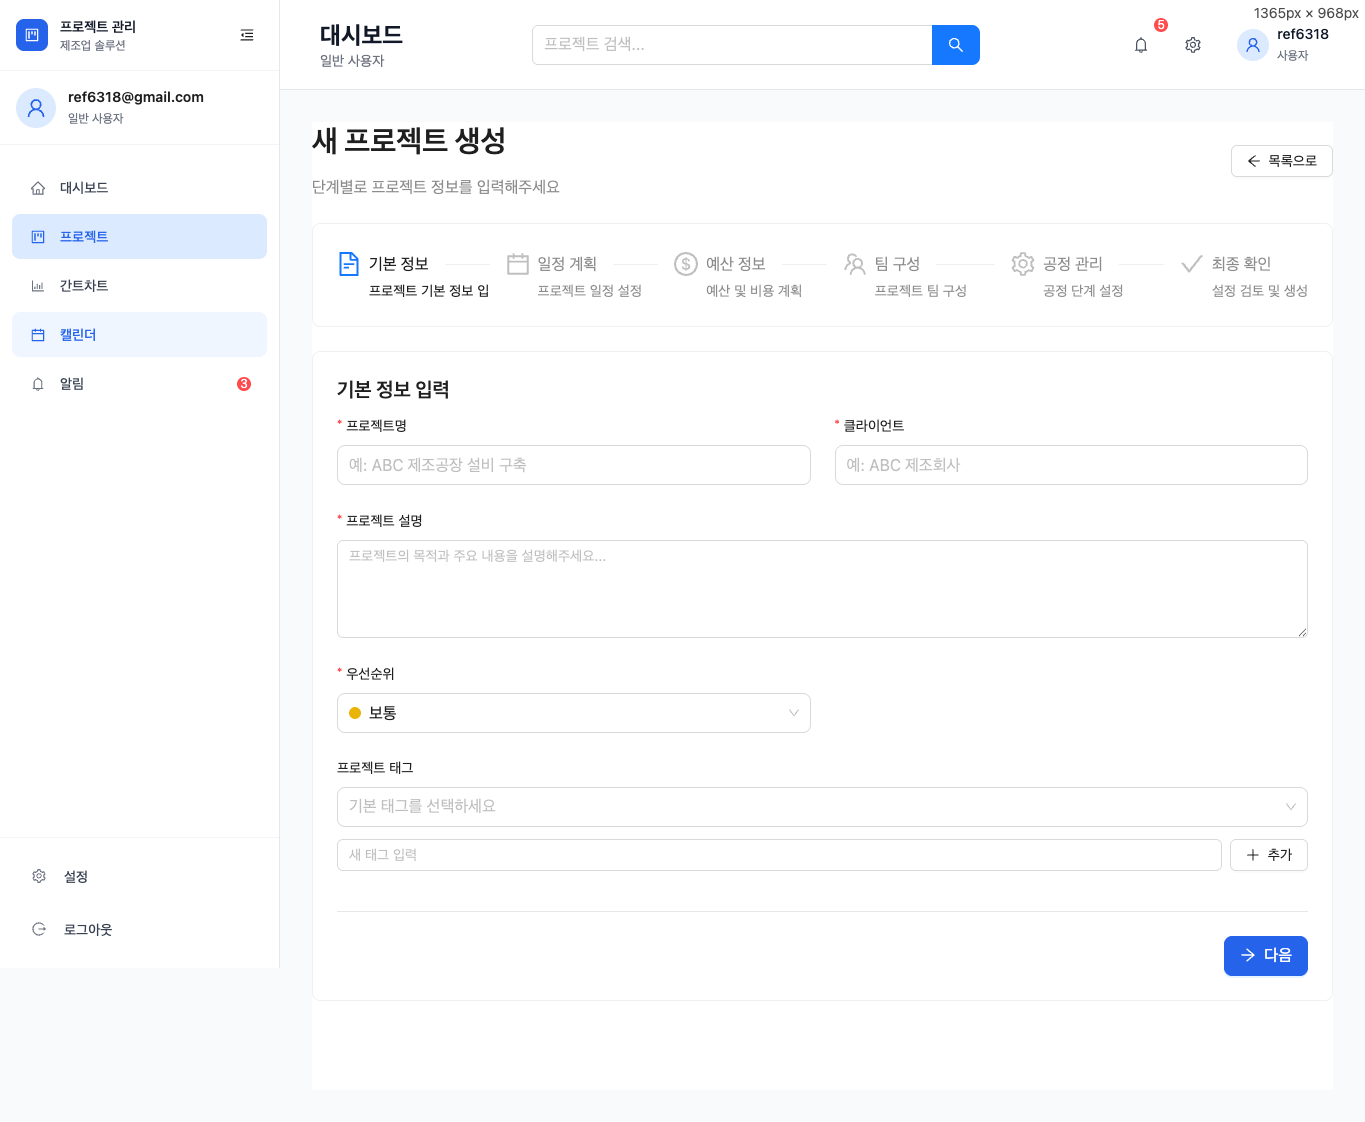 프로젝트 관리
제조업 솔루션
ref6318@gmail.com
일반 사용자
대시보드
프로젝트
간트차트
캘린더
알림
3
설정
로그아웃
대시보드
일반 사용자
프로젝트 검색...
5
1365px × 968px
ref6318
사용자
새 프로젝트 생성
단계별로 프로젝트 정보를 입력해주세요
목록으로
기본 정보
프로젝트 기본 정보 입
일정 계획
프로젝트 일정 설정
예산 정보
예산 및 비용 계획
팀 구성
프로젝트 팀 구성
공정 관리
공정 단계 설정
최종 확인
설정 검토 및 생성
기본 정보 입력
* 프로젝트명
예: ABC 제조공장 설비 구축
* 클라이언트
예: ABC 제조회사
* 프로젝트 설명
프로젝트의 목적과 주요 내용을 설명해주세요...
* 우선순위
보통
프로젝트 태그
기본 태그를 선택하세요
새 태그 입력
추가
다음